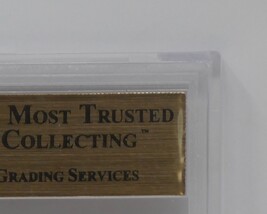 MOST TRUSTED
COLLECTING™
GRADING SERVICES